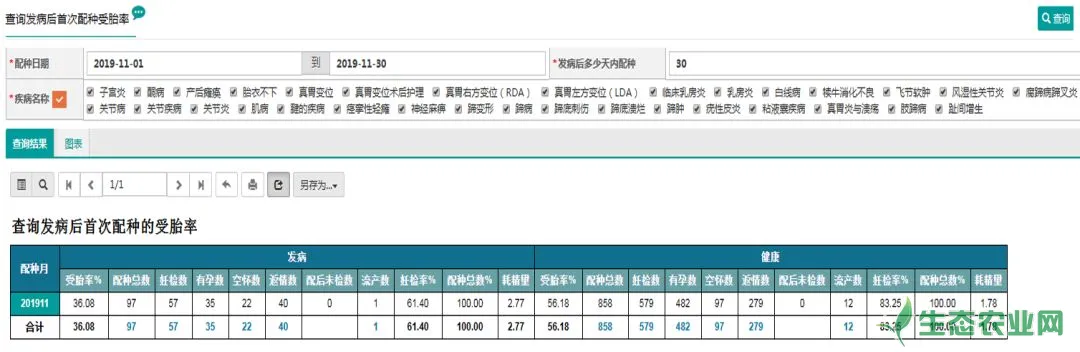 查询发病后首次配种受胎率
查询
*配种日期 2019-11-01 到 2019-11-30 *发病后多少天内配种 30
*疾病名称 子宫炎 酮病 产后瘫痪 胎衣不下 真胃变位 真胃变位术后护理 真胃右方变位(RDA) 真胃左方变位(LDA) 临床乳房炎 乳房炎 白线病 犊牛消化不良 飞节软肿 风湿性关节炎 腐蹄病蹄叉炎
关节病 关节疾病 关节炎 肌病 腱的疾病 痉挛性轻瘫 神经麻痹 蹄变形 蹄病 蹄底刺伤 蹄底溃烂 蹄肿 疣性皮炎 粘液囊疾病 真胃炎与溃疡 腐蹄病 趾间增生
查询结果 图表
1/1 另存为...
查询发病后首次配种的受胎率
配种月 发病 健康
受胎率% 配种总数 妊检数 有孕数 空怀数 返情数 配后未检数 流产数 妊检率% 配种总数% 耗精量 受胎率% 配种总数 妊检数 有孕数 空怀数 返情数 配后未检数 流产数 妊检率% 配种总数% 耗精量
201911 36.08 97 57 35 22 40 0 1 61.40 100.00 2.77 56.18 858 579 482 97 279 0 12 83.25 100.00 1.78
合计 36.08 97 57 35 22 40 1 61.40 100.00 2.77 56.18 858 579 482 97 279 12 83.25 100.00 1.78
生态农业网